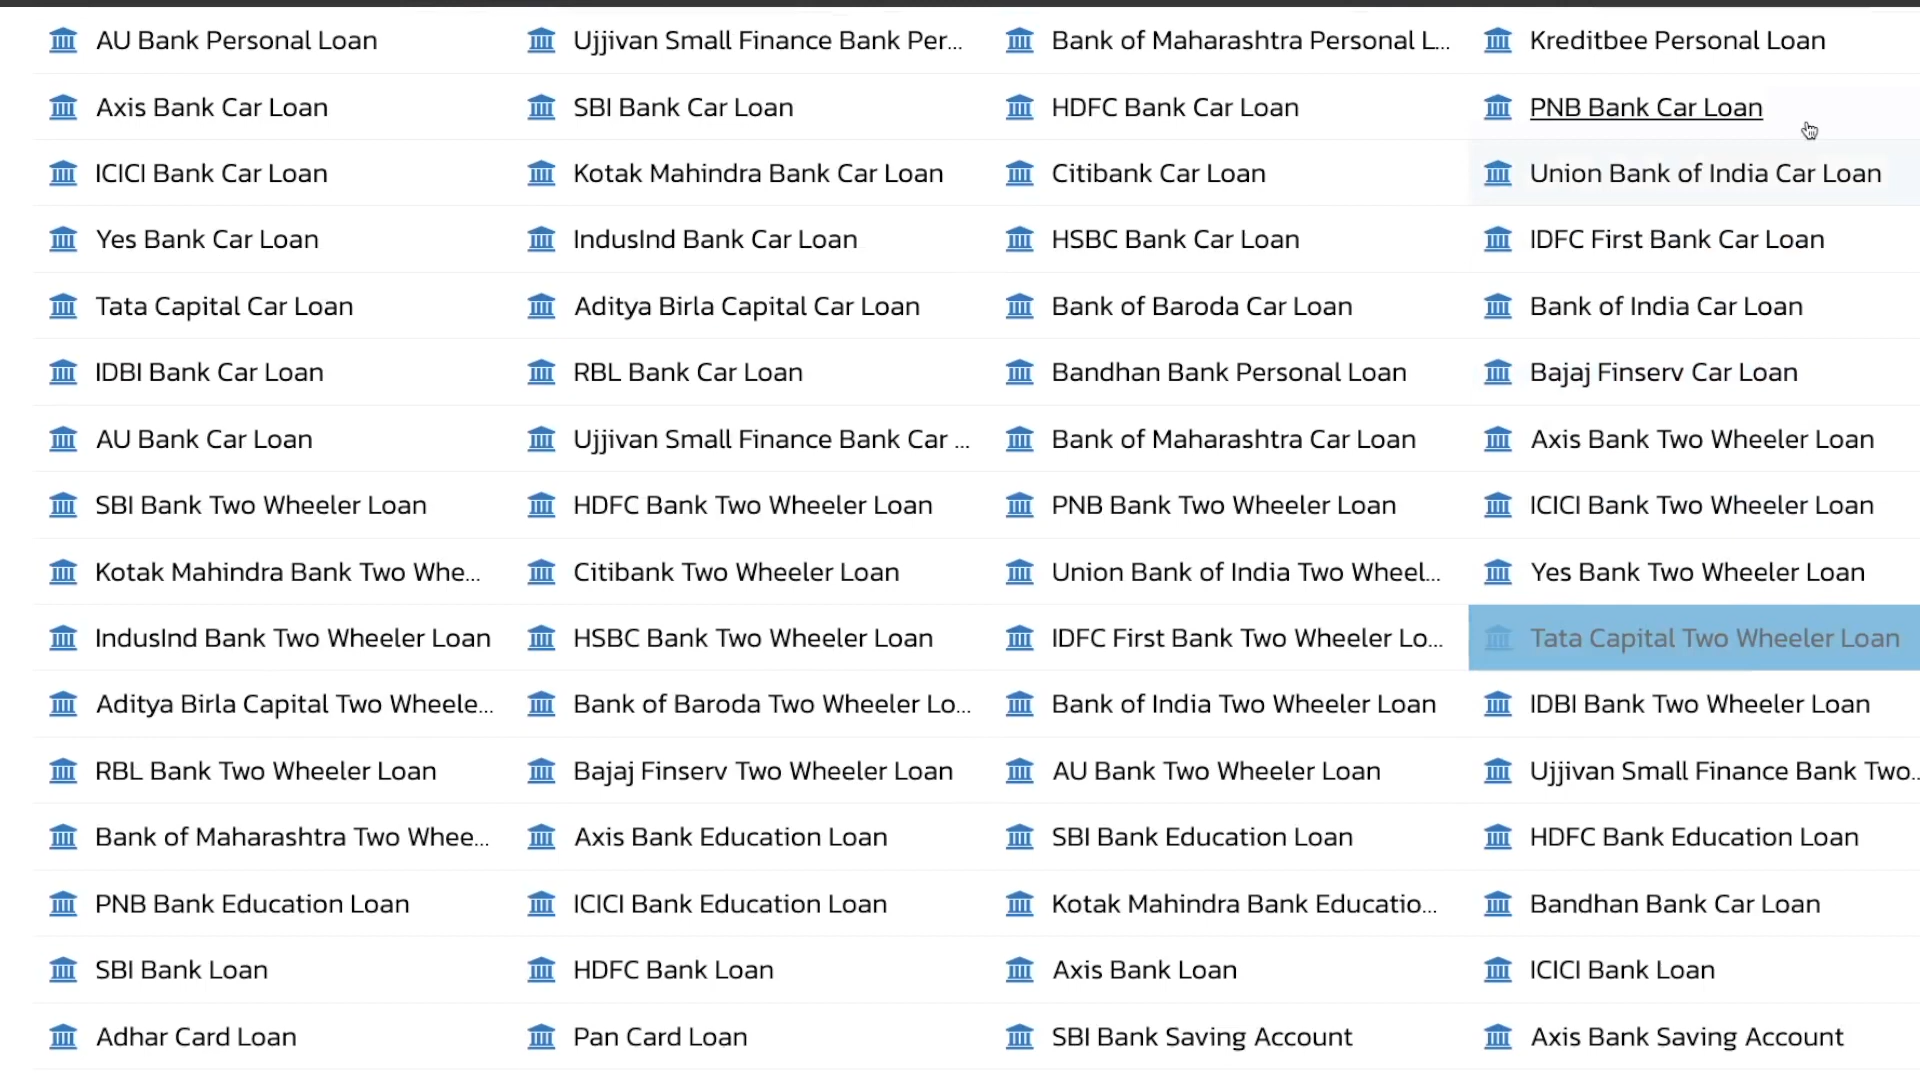 AU Bank Personal Loan
Ujjivan Small Finance Bank Per...
Bank of Maharashtra Personal L...
Kreditbee Personal Loan
Axis Bank Car Loan
SBI Bank Car Loan
HDFC Bank Car Loan
PNB Bank Car Loan
ICICI Bank Car Loan
Kotak Mahindra Bank Car Loan
Citibank Car Loan
Union Bank of India Car Loan
Yes Bank Car Loan
IndusInd Bank Car Loan
HSBC Bank Car Loan
IDFC First Bank Car Loan
Tata Capital Car Loan
Aditya Birla Capital Car Loan
Bank of Baroda Car Loan
Bank of India Car Loan
IDBI Bank Car Loan
RBL Bank Car Loan
Bandhan Bank Personal Loan
Bajaj Finserv Car Loan
AU Bank Car Loan
Ujjivan Small Finance Bank Car ...
Bank of Maharashtra Car Loan
Axis Bank Two Wheeler Loan
SBI Bank Two Wheeler Loan
HDFC Bank Two Wheeler Loan
PNB Bank Two Wheeler Loan
ICICI Bank Two Wheeler Loan
Kotak Mahindra Bank Two Whe...
Citibank Two Wheeler Loan
Union Bank of India Two Wheel...
Yes Bank Two Wheeler Loan
IndusInd Bank Two Wheeler Loan
HSBC Bank Two Wheeler Loan
IDFC First Bank Two Wheeler Lo...
Tata Capital Two Wheeler Loan
Aditya Birla Capital Two Wheele...
Bank of Baroda Two Wheeler Lo...
Bank of India Two Wheeler Loan
IDBI Bank Two Wheeler Loan
RBL Bank Two Wheeler Loan
Bajaj Finserv Two Wheeler Loan
AU Bank Two Wheeler Loan
Ujjivan Small Finance Bank Two..
Bank of Maharashtra Two Whee...
Axis Bank Education Loan
SBI Bank Education Loan
HDFC Bank Education Loan
PNB Bank Education Loan
ICICI Bank Education Loan
Kotak Mahindra Bank Educatio...
Bandhan Bank Car Loan
SBI Bank Loan
HDFC Bank Loan
Axis Bank Loan
ICICI Bank Loan
Adhar Card Loan
Pan Card Loan
SBI Bank Saving Account
Axis Bank Saving Account